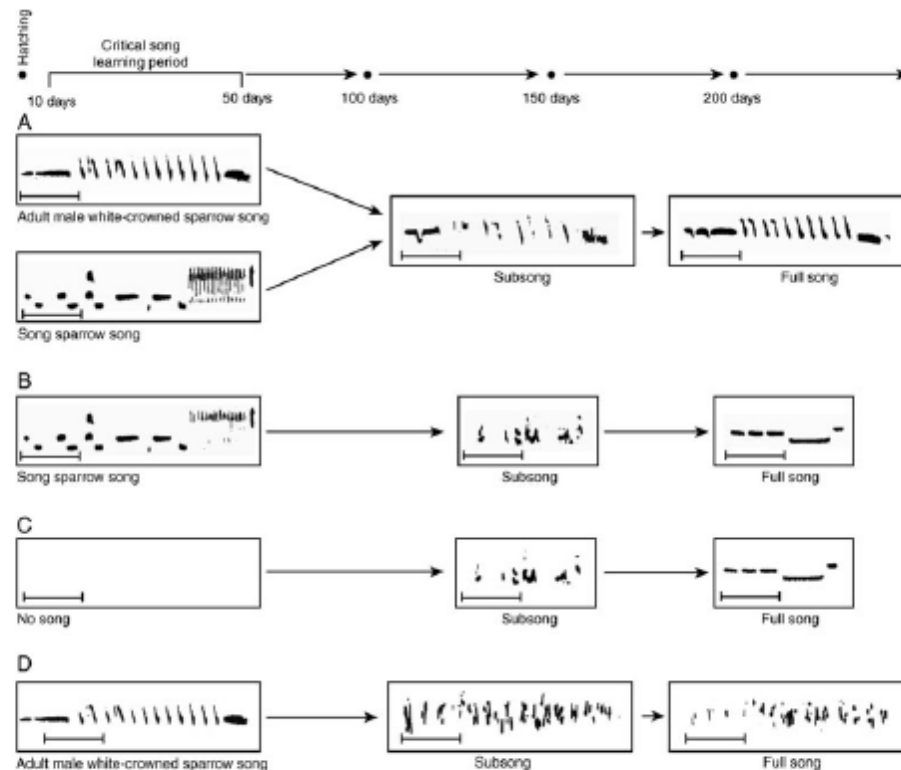 Hatching
Critical song
learning period
10 days
50 days
100 days
150 days
200 days
A
Adult male white-crowned sparrow song
Song sparrow song
Subsong
Full song
B
Song sparrow song
Subsong
Full song
C
No song
Subsong
Full song
D
Adult male white-crowned sparrow song
Subsong
Full song